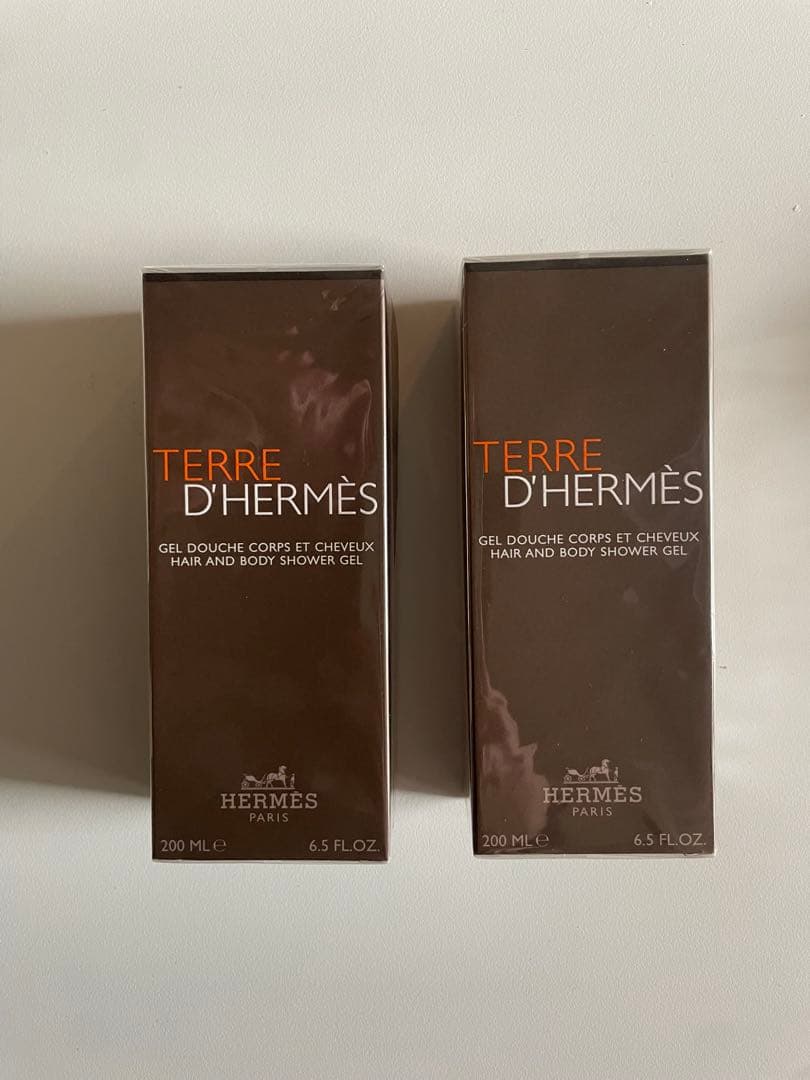 TERRE
D'HERMÈS
GEL DOUCHE CORPS ET CHEVEUX
HAIR AND BODY SHOWER GEL
HERMÈS
PARIS
200 ML ℮ 6.5 FL.OZ.
TERRE
D'HERMÈS
GEL DOUCHE CORPS ET CHEVEUX
HAIR AND BODY SHOWER GEL
HERMÈS
PARIS
200 ML ℮ 6.5 FL.OZ.